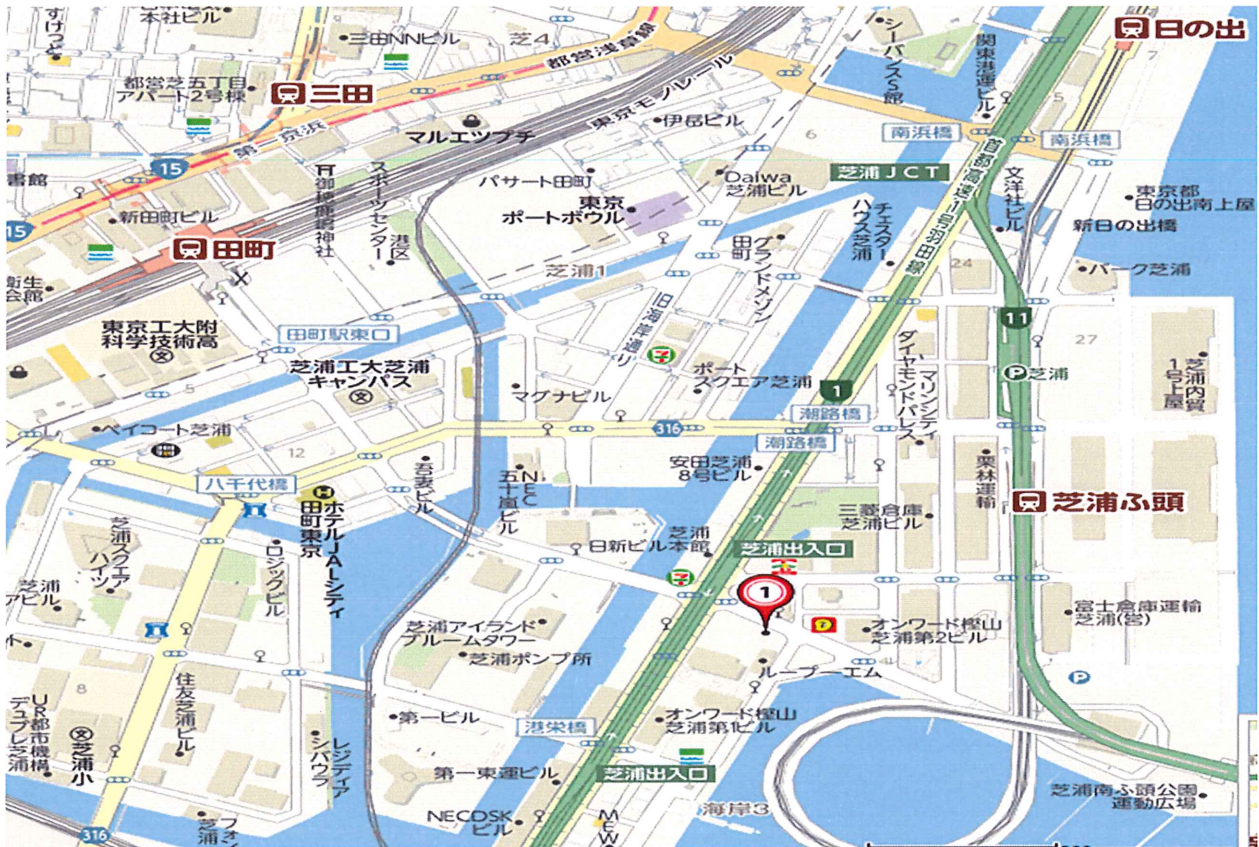 すけっど
本社ビル
三田NNビル
芝4
都営浅草線
シーバンスS館
関東港運ビル
日の出
7
都営芝五丁目
アパート2号棟
三田
第一京浜
15
書館
マルエツプチ
東京モノレール
伊邑ビル
6
5
南浜橋
南浜橋
首都高速1号羽田線
芝浦JCT
文洋社ビル
東京都
日の出南上屋
新日の出橋
新田町ビル
15
御穂鹿嶋神社
スポーツセンター
港区
パサート田町
東京
ポートボウル
Daiwa
芝浦ビル
チェスター
ハウス芝浦
田町
衛生
会館
芝浦1
グランドメゾン
田町
24
パーク芝浦
11
東京工大附
科学技術高
田町駅東口
旧海岸通り
27
芝浦工大芝浦
キャンパス
5
マグナビル
ポート
スクエア芝浦
1
ダイヤモンドパレス
マリンシティ
P芝浦
芝浦内貿
1号上屋
潮路橋
潮路橋
316
ベイコート芝浦
12
八千代橋
吾妻ビル
NEC
五十嵐ビル
安田芝浦
8号ビル
栗林運輸
芝浦ふ頭
H
ホテルJALシティ
田町東京
芝浦スクエア
ハイツ
ロジックビル
芝浦
日新ビル本館
三菱倉庫
芝浦ビル
芝浦出入口
芝浦
アビル
1
芝浦アイランド
ブルームタワー
芝浦ポンプ所
オンワード樫山
芝浦第2ビル
富士倉庫運輸
芝浦(営)
ループーエム
P
8
UR都市機構
デュプレ芝浦
芝浦小
住友芝浦ビル
レジディア
シバウラ
第一ビル
港栄橋
オンワード樫山
芝浦第1ビル
第一東運ビル
芝浦出入口
芝浦南ふ頭公園
運動広場
316
NECDSK
ビル
MEW
海岸3